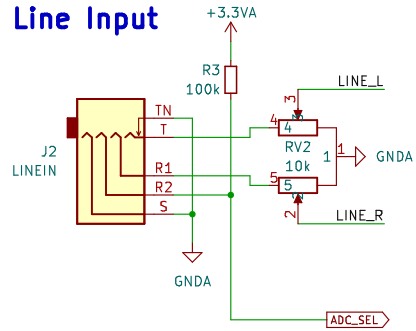 Line Input
+3.3VA
R3
100k
LINE_L
3
TN
T
4
4
RV2
10k
1
1
GNDA
J2
LINEIN
R1
R2
S
5
5
2
LINE_R
GNDA
ADC_SEL